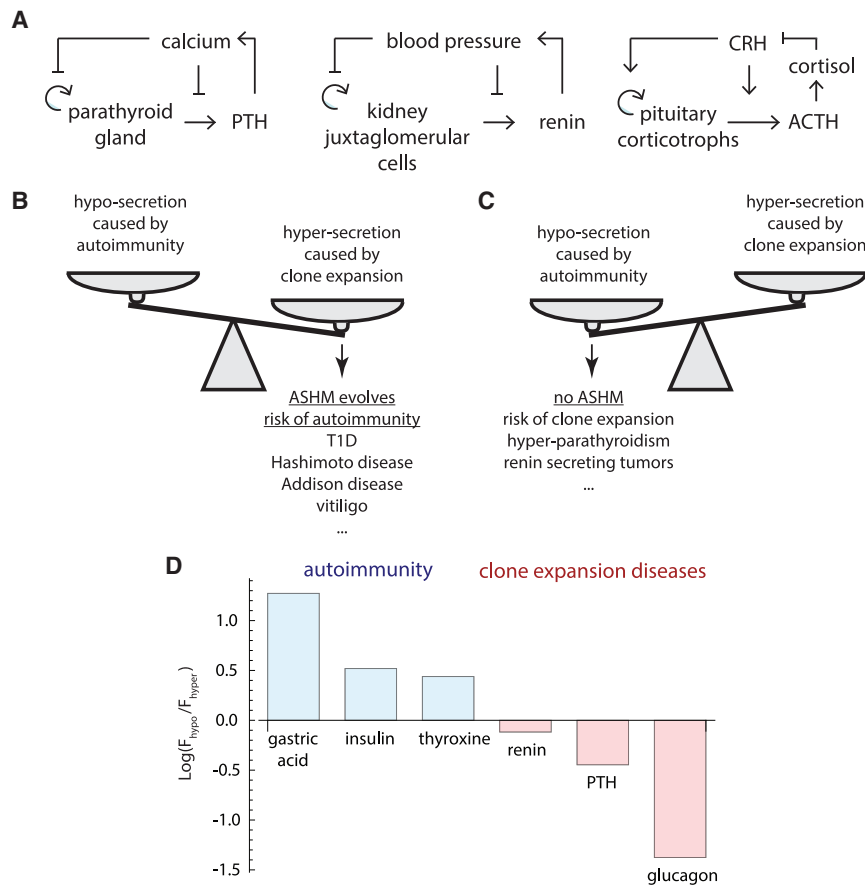 A
calcium
parathyroid
gland
PTH
blood pressure
kidney
juxtaglomerular
cells
renin
CRH
cortisol
pituitary
corticotrophs
ACTH
B
hypo-secretion
caused by
autoimmunity
hyper-secretion
caused by
clone expansion
ASHM evolves
risk of autoimmunity
T1D
Hashimoto disease
Addison disease
vitiligo
...
C
hypo-secretion
caused by
autoimmunity
hyper-secretion
caused by
clone expansion
no ASHM
risk of clone expansion
hyper-parathyroidism
renin secreting tumors
...
D
autoimmunity
clone expansion diseases
Log(F_hypo/F_hyper)
1.0
0.5
0.0
-0.5
-1.0
-1.5
gastric
acid
insulin
thyroxine
renin
PTH
glucagon